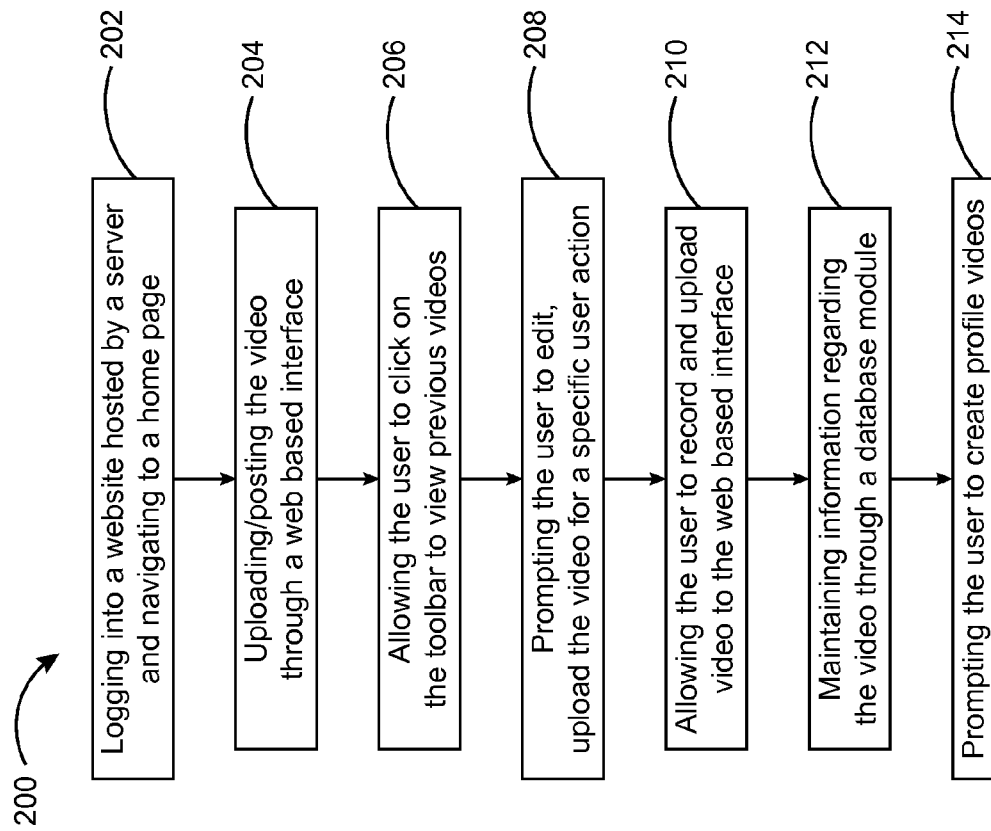 200
Logging into a website hosted by a server
and navigating to a home page
202
Uploading/posting the video
through a web based interface
204
Allowing the user to click on
the toolbar to view previous videos
206
Prompting the user to edit,
upload the video for a specific user action
208
Allowing the user to record and upload
video to the web based interface
210
Maintaining information regarding
the video through a database module
212
Prompting the user to create profile videos
214